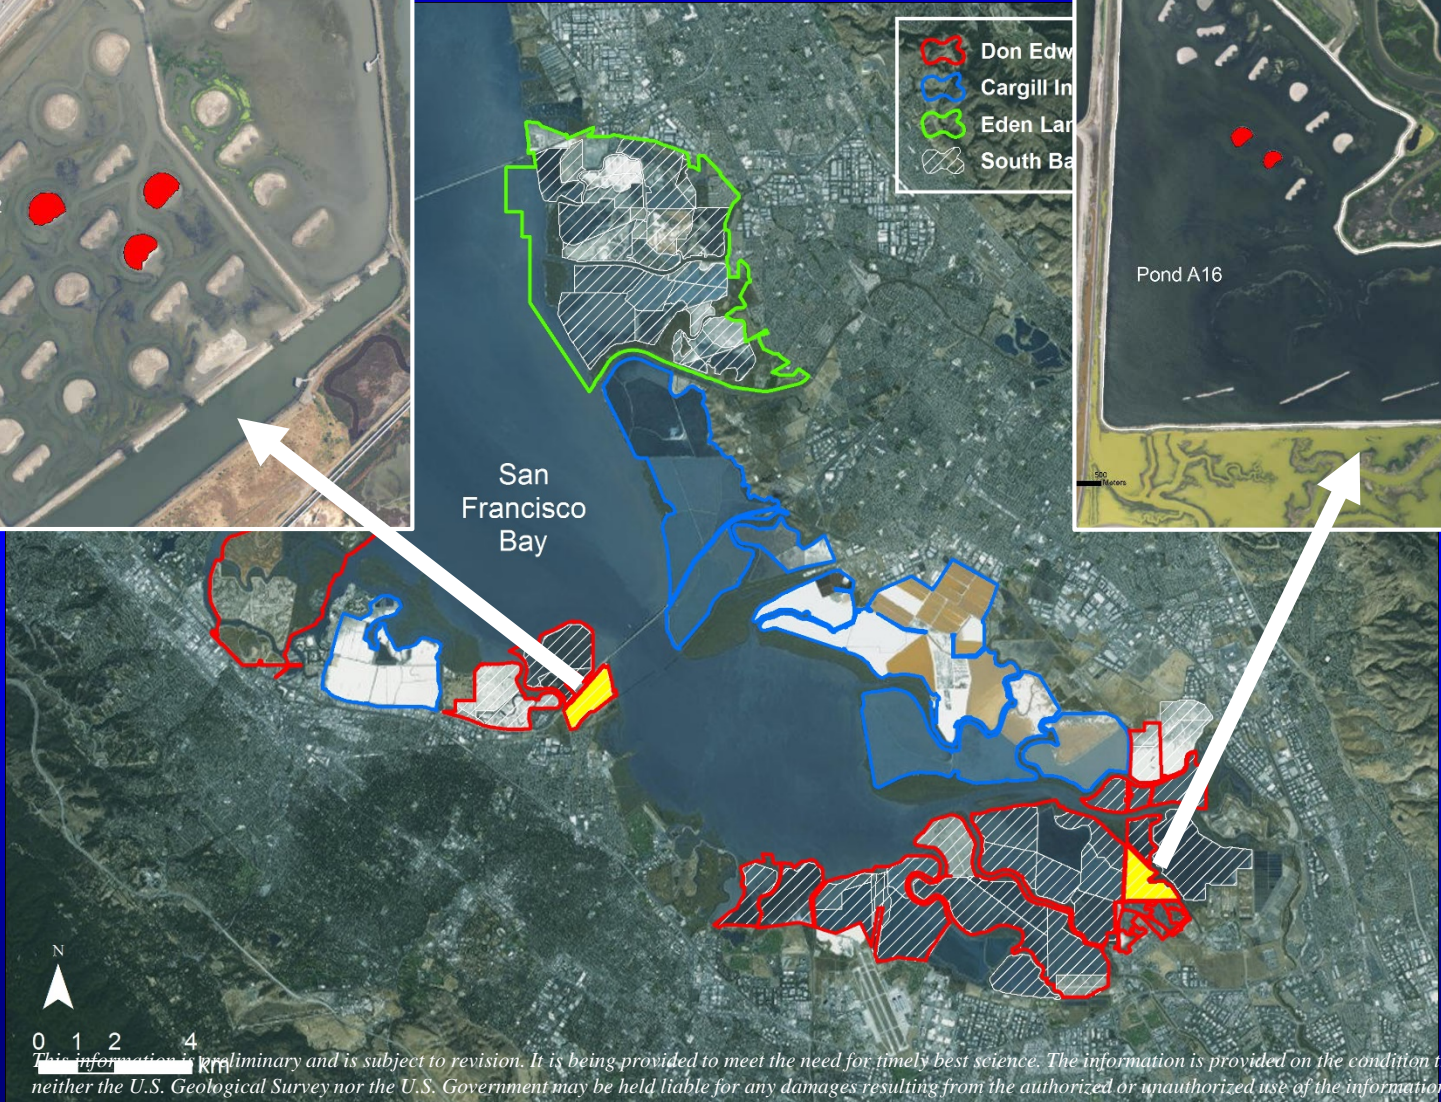 Don Edw
Cargill In
Eden Lar
South Ba
Pond A16
500
Meters
San
Francisco
Bay
N
0 1 2 4
km
This information is preliminary and is subject to revision. It is being provided to meet the need for timely best science. The information is provided on the condition t
neither the U.S. Geological Survey nor the U.S. Government may be held liable for any damages resulting from the authorized or unauthorized use of the information